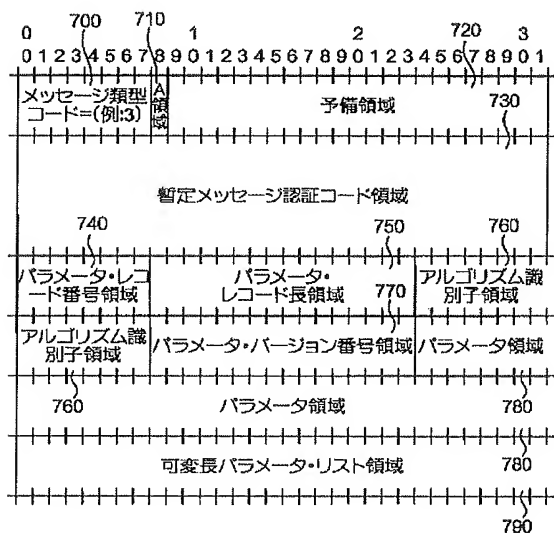 700 710 720
0 1 2 3
0 1 2 3 4 5 6 7 8 9 0 1 2 3 4 5 6 7 8 9 0 1 2 3 4 5 6 7 8 9 0 1
メッセージ類型
コード=(例:3)
A
領
域
予備領域
730
暫定メッセージ認証コード領域
740 750 760
パラメータ・レコ
ード番号領域
パラメータ・
レコード長領域
アルゴリズム識
別子領域
770
アルゴリズム識
別子領域
パラメータ・バージョン番号領域
パラメータ領域
760
パラメータ領域
780
可変長パラメータ・リスト領域
780
790